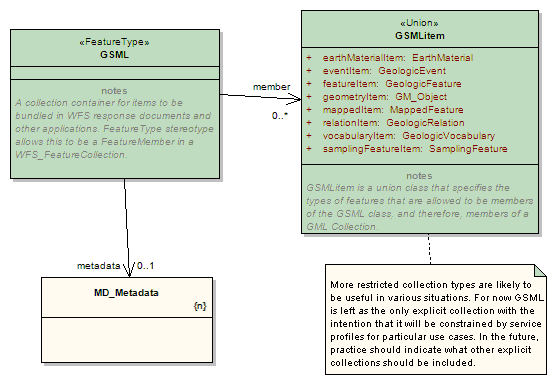 «FeatureType»
GSML
notes
A collection container for items to be
bundled in WFS response documents and
other applications. FeatureType stereotype
allows this to be a FeatureMember in a
WFS_FeatureCollection.
«Union»
GSMLitem
+ earthMaterialItem: EarthMaterial
+ eventItem: GeologicEvent
+ featureItem: GeologicFeature
+ geometryItem: GM_Object
+ mappedItem: MappedFeature
+ relationItem: GeologicRelation
+ vocabularyItem: GeologicVocabulary
+ samplingFeatureItem: SamplingFeature
notes
GSMLitem is a union class that specifies the
types of features that are allowed to be members
of the GSML class, and therefore, members of a
GML Collection.
member
0..*
metadata
0..1
MD_Metadata
{n}
More restricted collection types are likely to
be useful in various situations. For now GSML
is left as the only explicit collection with the
intention that it will be constrained by service
profiles for particular use cases. In the future,
practice should indicate what other explicit
collections should be included.